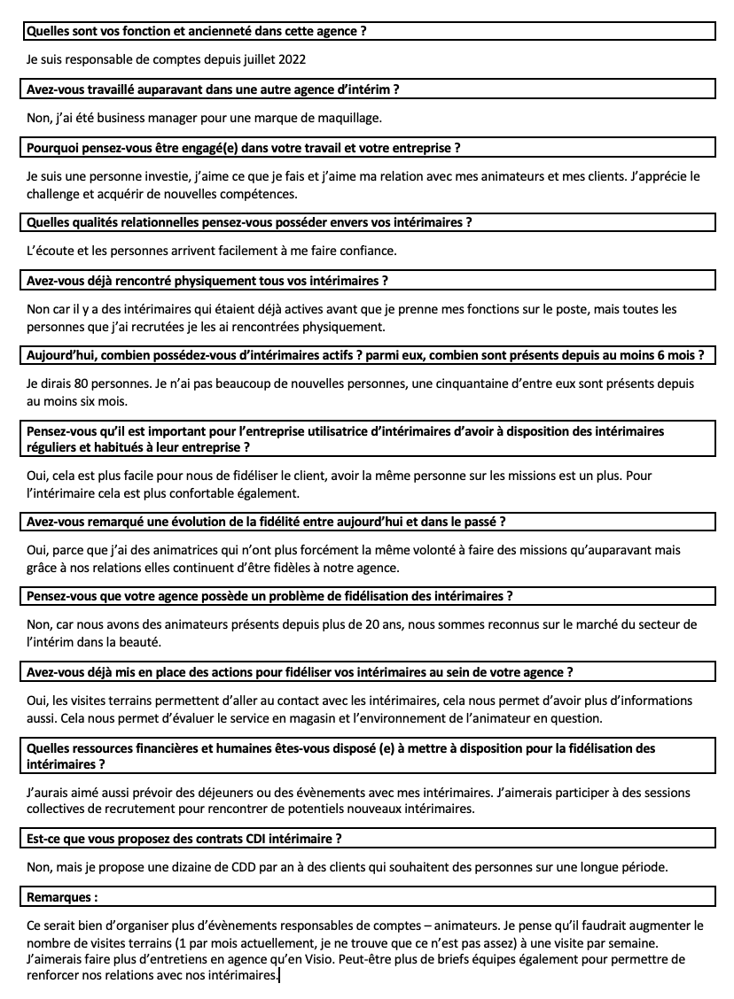 Quelles sont vos fonction et ancienneté dans cette agence ?
Je suis responsable de comptes depuis juillet 2022
Avez-vous travaillé auparavant dans une autre agence d’intérim ?
Non, j’ai été business manager pour une marque de maquillage.
Pourquoi pensez-vous être engagé(e) dans votre travail et votre entreprise ?
Je suis une personne investie, j’aime ce que je fais et j’aime ma relation avec mes animateurs et mes clients. J’apprécie le
challenge et acquérir de nouvelles compétences.
Quelles qualités relationnelles pensez-vous posséder envers vos intérimaires ?
L’écoute et les personnes arrivent facilement à me faire confiance.
Avez-vous déjà rencontré physiquement tous vos intérimaires ?
Non car il y a des intérimaires qui étaient déjà actives avant que je prenne mes fonctions sur le poste, mais toutes les
personnes que j’ai recrutées je les ai rencontrées physiquement.
Aujourd’hui, combien possédez-vous d’intérimaires actifs ? parmi eux, combien sont présents depuis au moins 6 mois ?
Je dirais 80 personnes. Je n’ai pas beaucoup de nouvelles personnes, une cinquantaine d’entre eux sont présents depuis
au moins six mois.
Pensez-vous qu’il est important pour l’entreprise utilisatrice d’intérimaires d’avoir à disposition des intérimaires
réguliers et habitués à leur entreprise ?
Oui, cela est plus facile pour nous de fidéliser le client, avoir la même personne sur les missions est un plus. Pour
l’intérimaire cela est plus confortable également.
Avez-vous remarqué une évolution de la fidélité entre aujourd’hui et dans le passé ?
Oui, parce que j’ai des animatrices qui n’ont plus forcément la même volonté à faire des missions qu’auparavant mais
grâce à nos relations elles continuent d’être fidèles à notre agence.
Pensez-vous que votre agence possède un problème de fidélisation des intérimaires ?
Non, car nous avons des animateurs présents depuis plus de 20 ans, nous sommes reconnus sur le marché du secteur de
l’intérim dans la beauté.
Avez-vous déjà mis en place des actions pour fidéliser vos intérimaires au sein de votre agence ?
Oui, les visites terrains permettent d’aller au contact avec les intérimaires, cela nous permet d’avoir plus d’informations
aussi. Cela nous permet d’évaluer le service en magasin et l’environnement de l’animateur en question.
Quelles ressources financières et humaines êtes-vous disposé (e) à mettre à disposition pour la fidélisation des
intérimaires ?
J’aurais aimé aussi prévoir des déjeuners ou des évènements avec mes intérimaires. J’aimerais participer à des sessions
collectives de recrutement pour rencontrer de potentiels nouveaux intérimaires.
Est-ce que vous proposez des contrats CDI intérimaire ?
Non, mais je propose une dizaine de CDD par an à des clients qui souhaitent des personnes sur une longue période.
Remarques :
Ce serait bien d’organiser plus d’évènements responsables de comptes – animateurs. Je pense qu’il faudrait augmenter le
nombre de visites terrains (1 par mois actuellement, je ne trouve que ce n’est pas assez) à une visite par semaine.
J’aimerais faire plus d’entretiens en agence qu’en Visio. Peut-être plus de briefs équipes également pour permettre de
renforcer nos relations avec nos intérimaires.